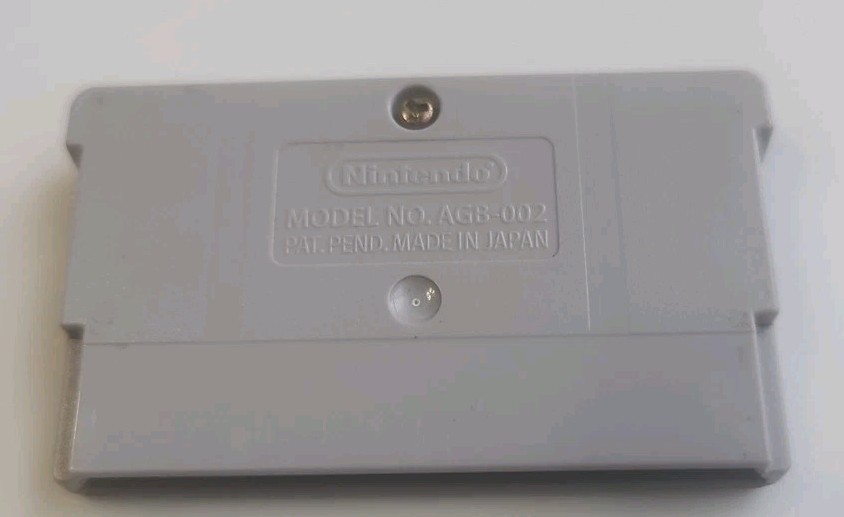 Nintendo®
MODEL NO. AGB-002
PAT. PEND. MADE IN JAPAN